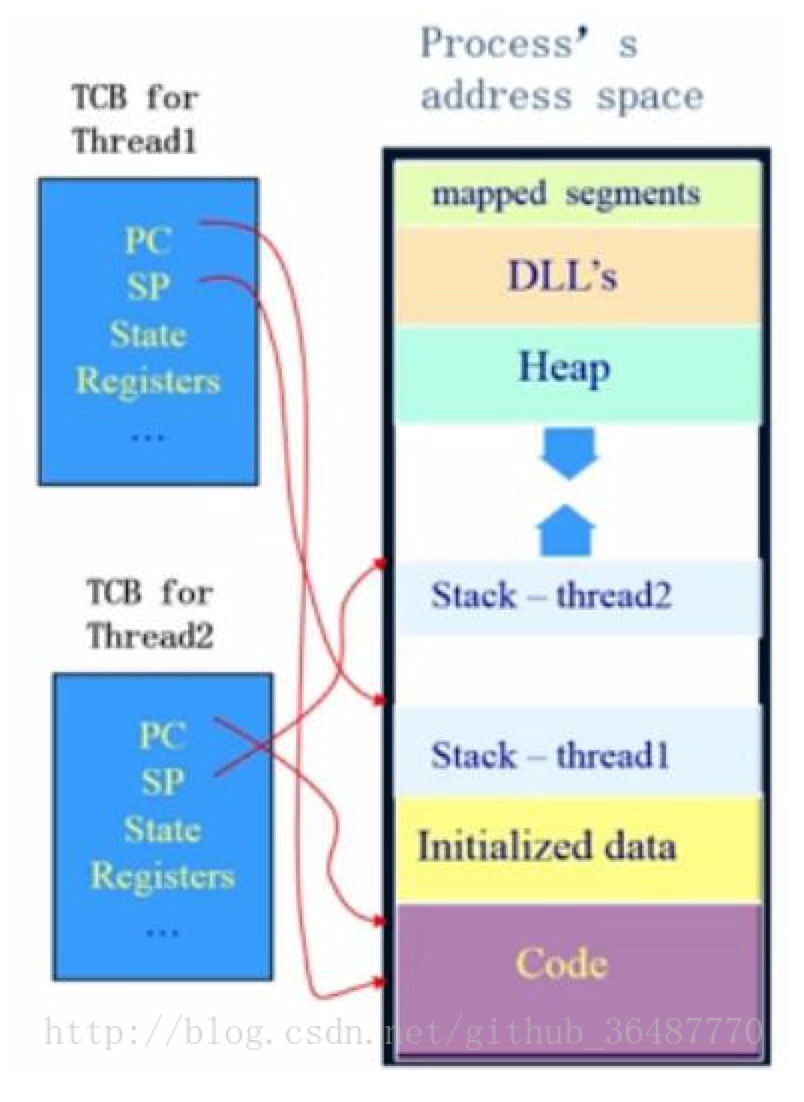 Process’ s
address space
TCB for
Thread1
PC
SP
State
Registers
...
mapped segments
DLL's
Heap
TCB for
Thread2
PC
SP
State
Registers
...
Stack – thread2
Stack – thread1
Initialized data
Code
http://blog.csdn.net/github_36487770